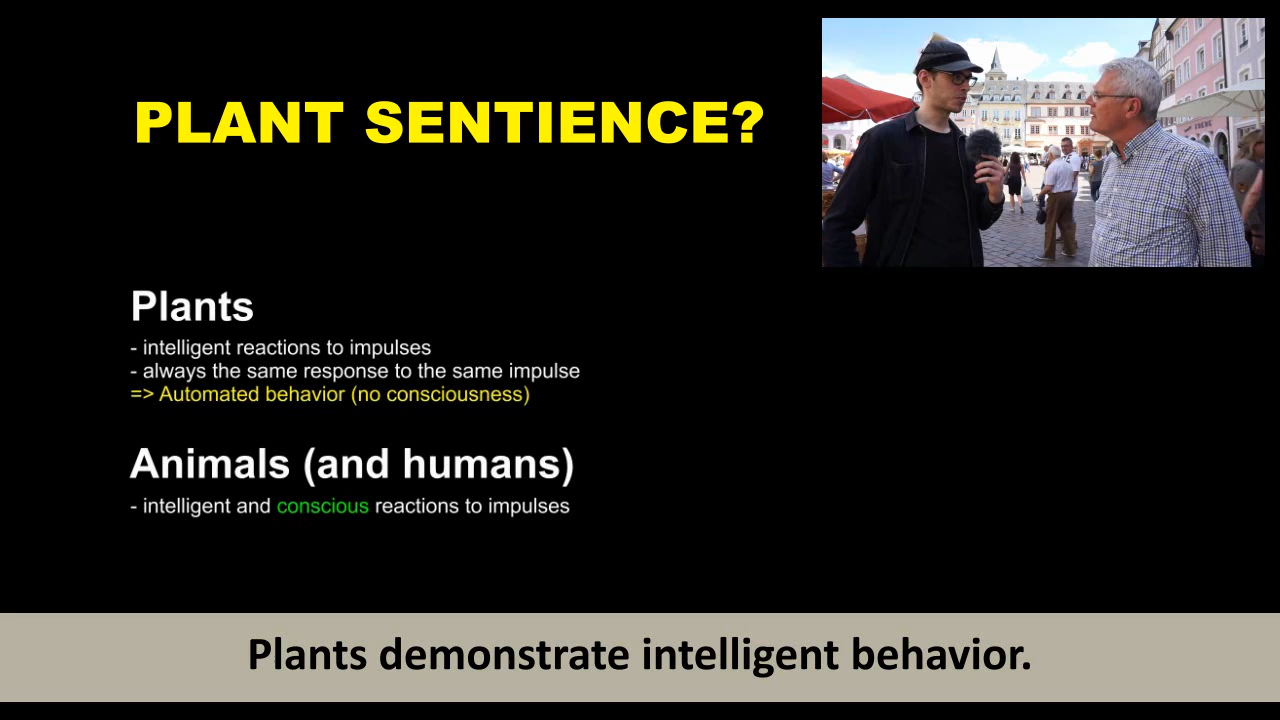 PLANT SENTIENCE?
Plants
- intelligent reactions to impulses
- always the same response to the same impulse
=> Automated behavior (no consciousness)
Animals (and humans)
- intelligent and conscious reactions to impulses
Plants demonstrate intelligent behavior.